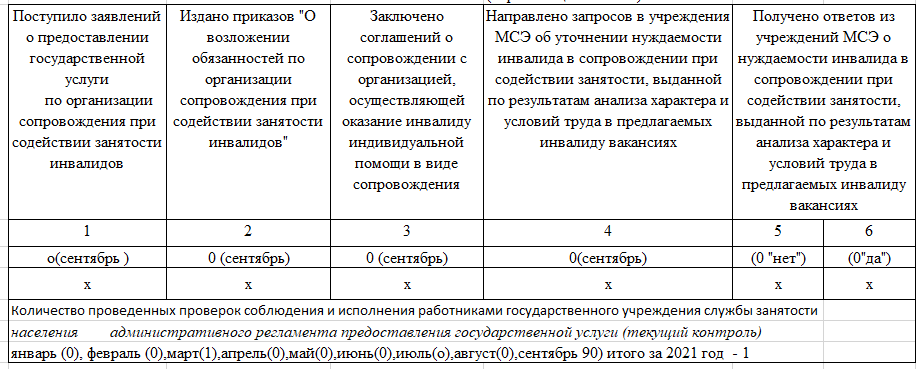 Поступило заявлений
о предоставлении
государственной
услуги
по организации
сопровождения при
содействии занятости
инвалидов
Издано приказов "О
возложении
обязанностей по
организации
сопровождения при
содействии занятости
инвалидов"
Заключено
соглашений о
сопровождении с
организацией,
осуществляющей
оказание инвалиду
индивидуальной
помощи в виде
сопровождения
Направлено запросов в учреждения
МСЭ об уточнении нуждаемости
инвалида в сопровождении при
содействии занятости, выданной
по результатам анализа характера и
условий труда в предлагаемых
инвалиду вакансиях
Получено ответов из
учреждений МСЭ о
нуждаемости инвалида в
сопровождении при
содействии занятости,
выданной по результатам
анализа характера и
условий труда в
предлагаемых инвалиду
вакансиях
1 2 3 4 5 6
о(сентябрь ) 0 (сентябрь) 0 (сентябрь) 0(сентябрь) (0 "нет") (0"да")
х х х х х х
Количество проведенных проверок соблюдения и исполнения работниками государственного учреждения службы занятости
населения административного регламента предоставления государственной услуги (текущий контроль)
январь (0), февраль (0),март(1),апрель(0),май(0),июнь(0),июль(о),август(0),сентябрь 90) итого за 2021 год - 1